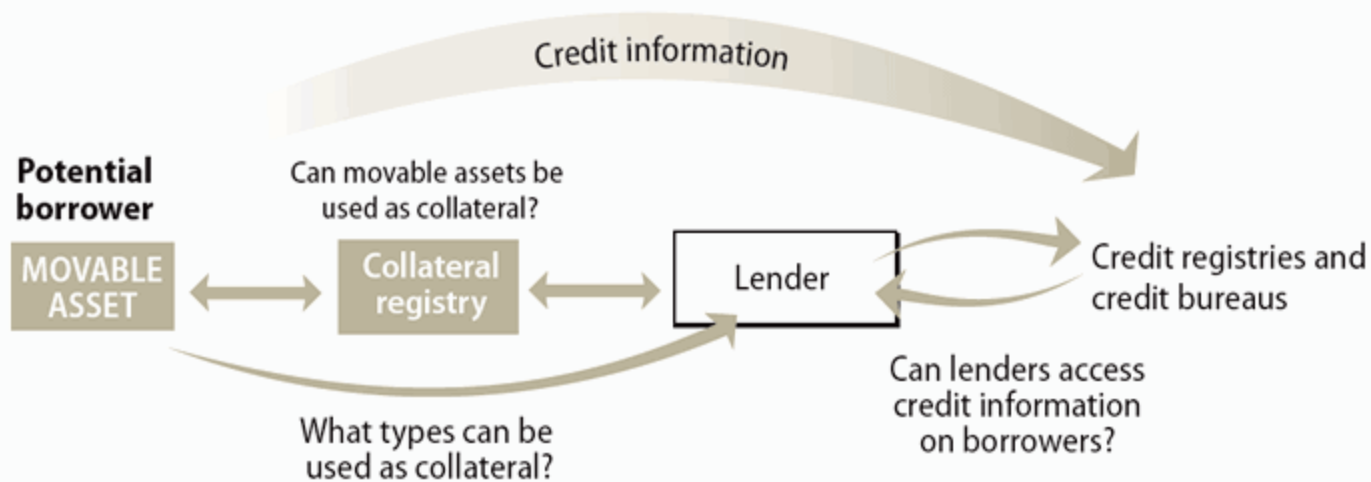 Credit information
Potential
borrower
MOVABLE
ASSET
Can movable assets be
used as collateral?
Collateral
registry
Lender
Credit registries and
credit bureaus
What types can be
used as collateral?
Can lenders access
credit information
on borrowers?